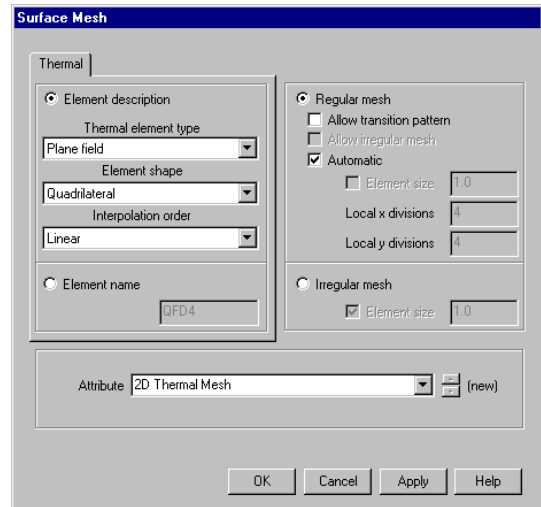 Surface Mesh
Thermal
Element description
Thermal element type
Plane field
Element shape
Quadrilateral
Interpolation order
Linear
Element name
QFD4
Regular mesh
Allow transition pattern
Allow irregular mesh
Automatic
Element size 1.0
Local x divisions 4
Local y divisions 4
Irregular mesh
Element size 1.0
Attribute 2D Thermal Mesh (new)
OK Cancel Apply Help